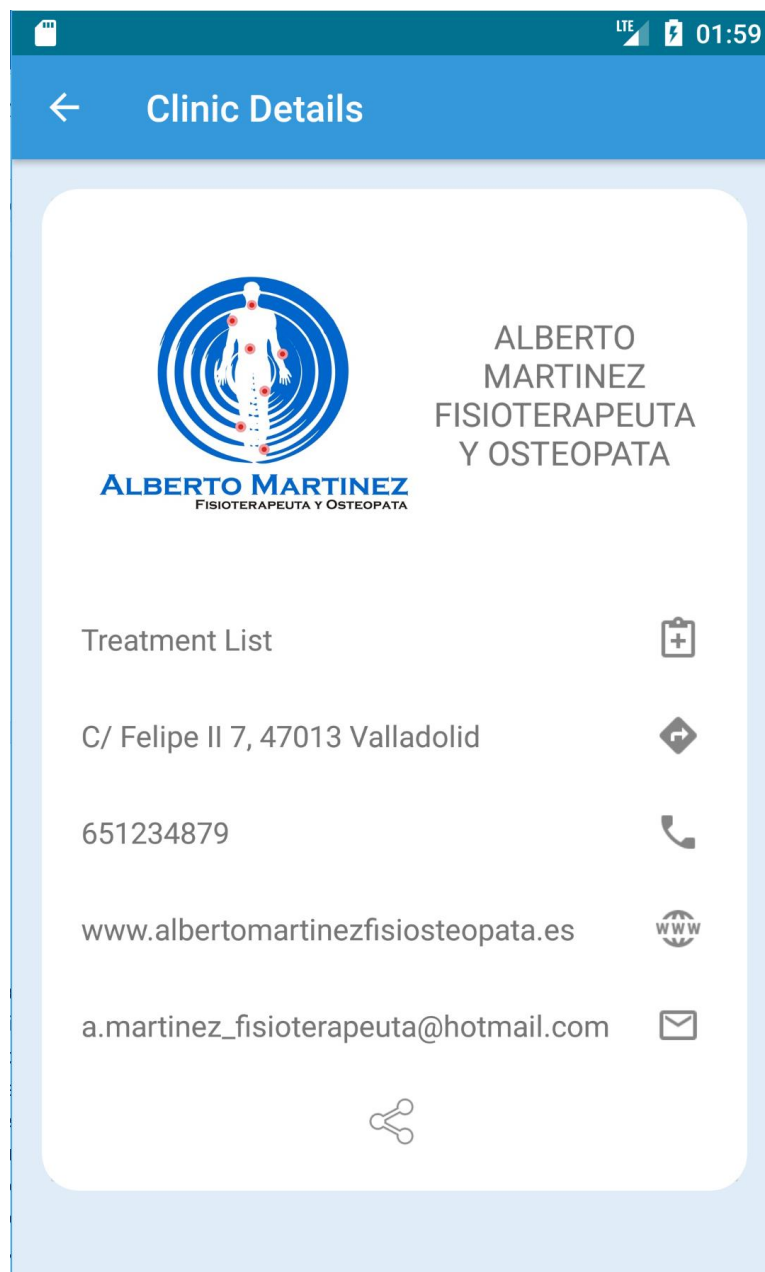 LTE 01:59
Clinic Details
ALBERTO MARTINEZ
FISIOTERAPEUTA Y OSTEOPATA
ALBERTO
MARTINEZ
FISIOTERAPEUTA
Y OSTEOPATA
Treatment List
C/ Felipe II 7, 47013 Valladolid
651234879
www.albertomartinezfisiosteopata.es
WWW
a.martinez_fisioterapeuta@hotmail.com